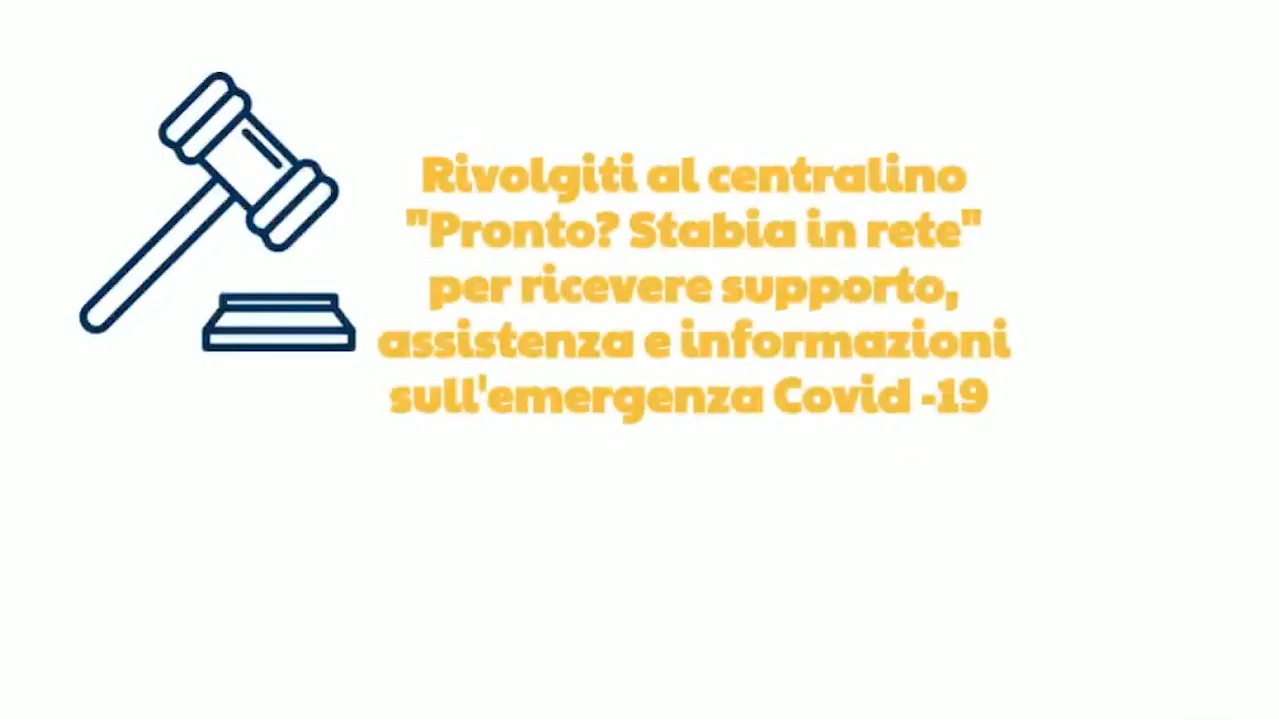 Rivolgiti al centralino
"Pronto? Stabia in rete"
per ricevere supporto,
assistenza e informazioni
sull'emergenza Covid -19